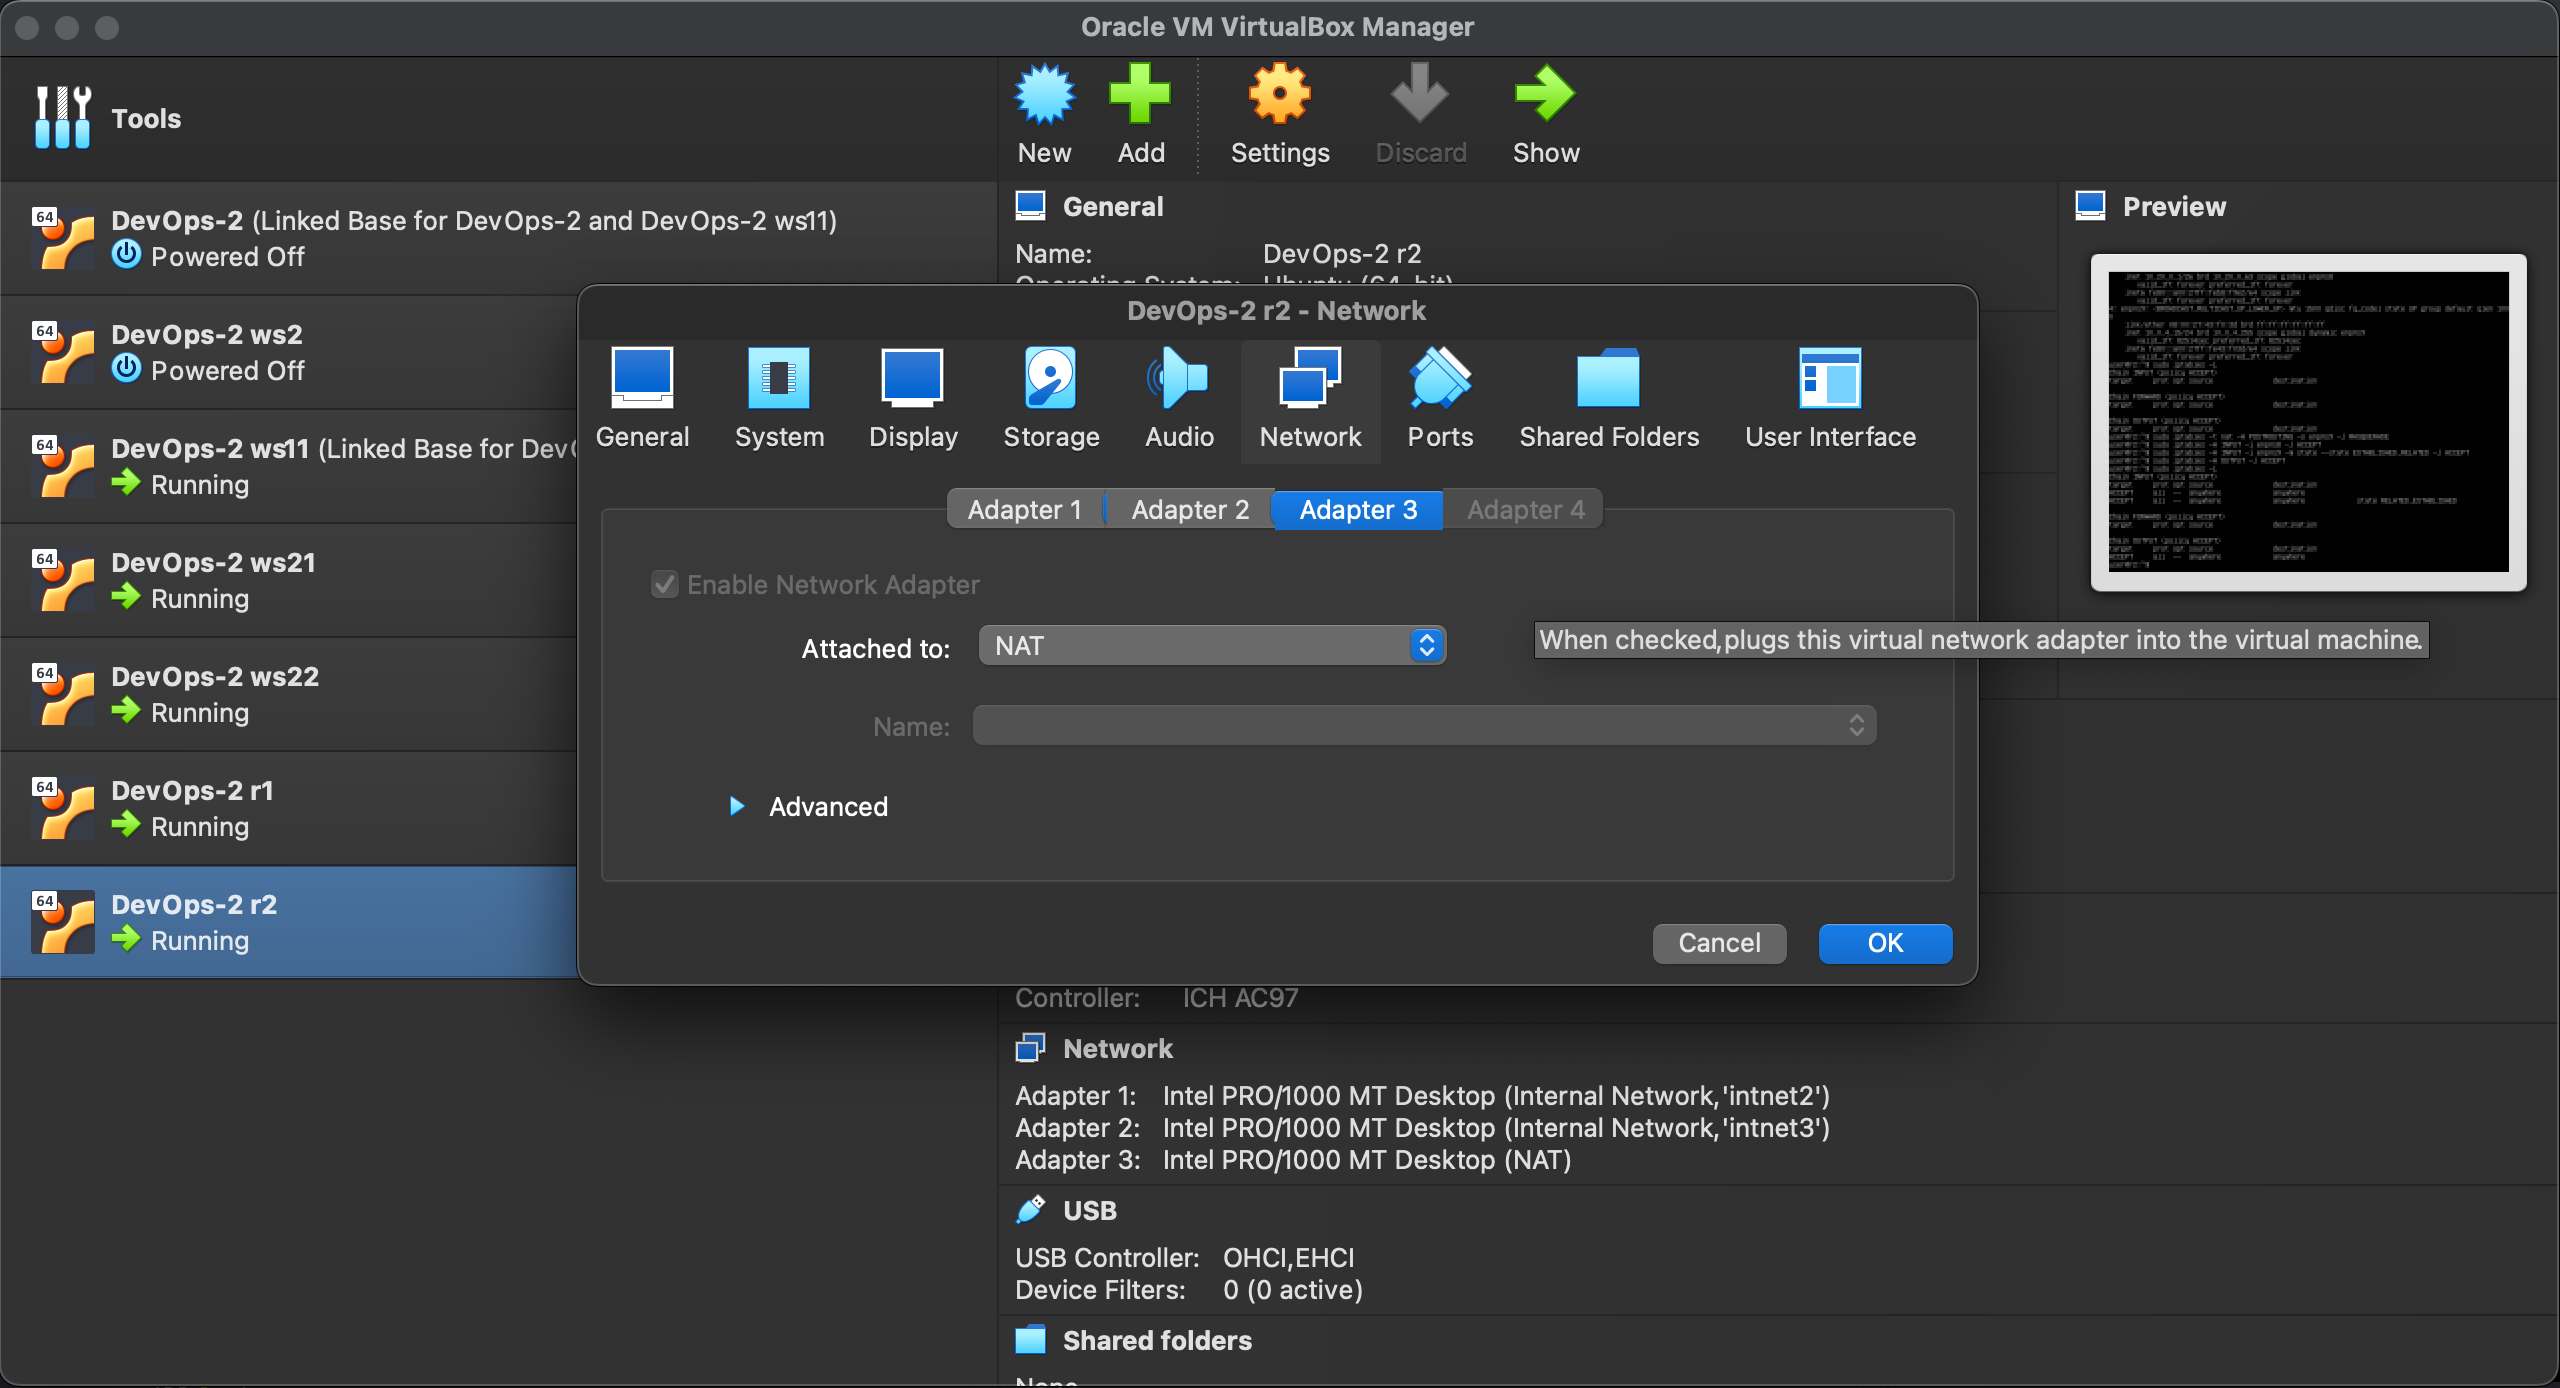 Oracle VM VirtualBox Manager
Tools
New
Add
Settings
Discard
Show
64
DevOps-2 (Linked Base for DevOps-2 and DevOps-2 ws11)
Powered Off
64
DevOps-2 ws2
Powered Off
64
DevOps-2 ws11 (Linked Base for Dev
Running
64
DevOps-2 ws21
Running
64
DevOps-2 ws22
Running
64
DevOps-2 r1
Running
64
DevOps-2 r2
Running
General
Name: DevOps-2 r2
Operating System: Ubuntu (64-bit)
Preview
DevOps-2 r2 - Network
General
System
Display
Storage
Audio
Network
Ports
Shared Folders
User Interface
Adapter 1
Adapter 2
Adapter 3
Adapter 4
Enable Network Adapter
Attached to: NAT
When checked,plugs this virtual network adapter into the virtual machine.
Name:
Advanced
Cancel
OK
Controller: ICH AC97
Network
Adapter 1: Intel PRO/1000 MT Desktop (Internal Network,'intnet2')
Adapter 2: Intel PRO/1000 MT Desktop (Internal Network,'intnet3')
Adapter 3: Intel PRO/1000 MT Desktop (NAT)
USB
USB Controller: OHCI,EHCI
Device Filters: 0 (0 active)
Shared folders
None